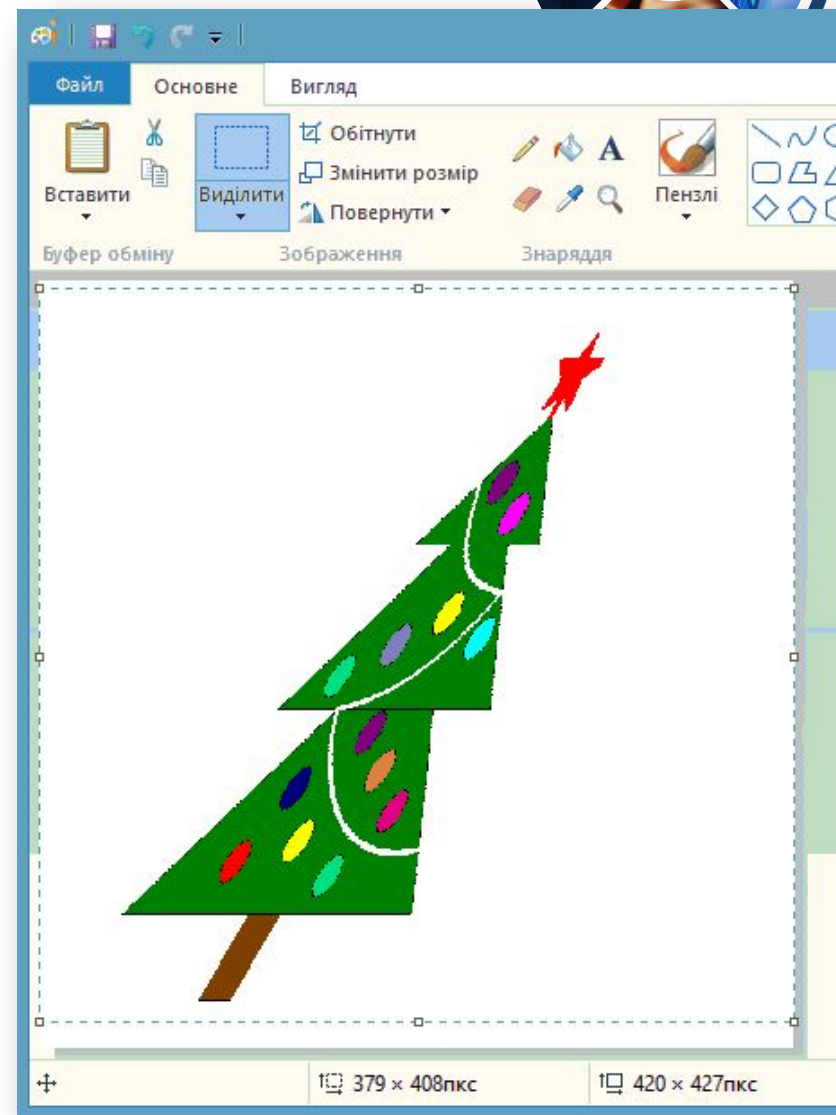 Файл Основне Вигляд
Вставити
Виділити
Обітнути
Змінити розмір
Повернути
A
Пензлі
Буфер обміну Зображення Знаряддя
379 × 408пкс 420 × 427пкс